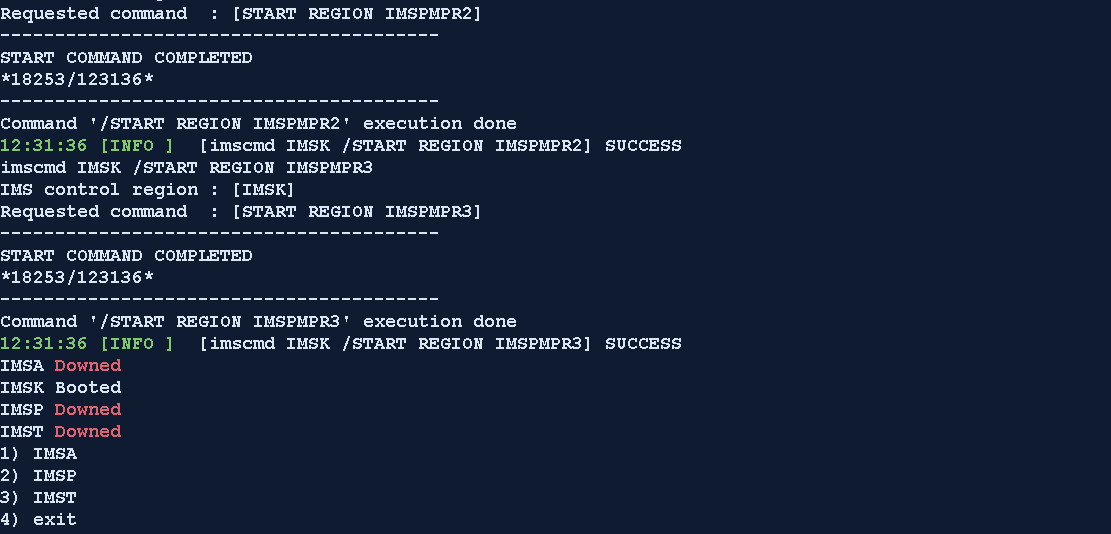 Requested command  : [START REGION IMSPMPR2]
----------------------------------------
START COMMAND COMPLETED
*18253/123136*
----------------------------------------
Command '/START REGION IMSPMPR2' execution done
12:31:36 [INFO ]  [imscmd IMSK /START REGION IMSPMPR2] SUCCESS
imscmd IMSK /START REGION IMSPMPR3
IMS control region : [IMSK]
Requested command  : [START REGION IMSPMPR3]
----------------------------------------
START COMMAND COMPLETED
*18253/123136*
----------------------------------------
Command '/START REGION IMSPMPR3' execution done
12:31:36 [INFO ]  [imscmd IMSK /START REGION IMSPMPR3] SUCCESS
IMSA Downed
IMSK Booted
IMSP Downed
IMST Downed
1) IMSA
2) IMSP
3) IMST
4) exit